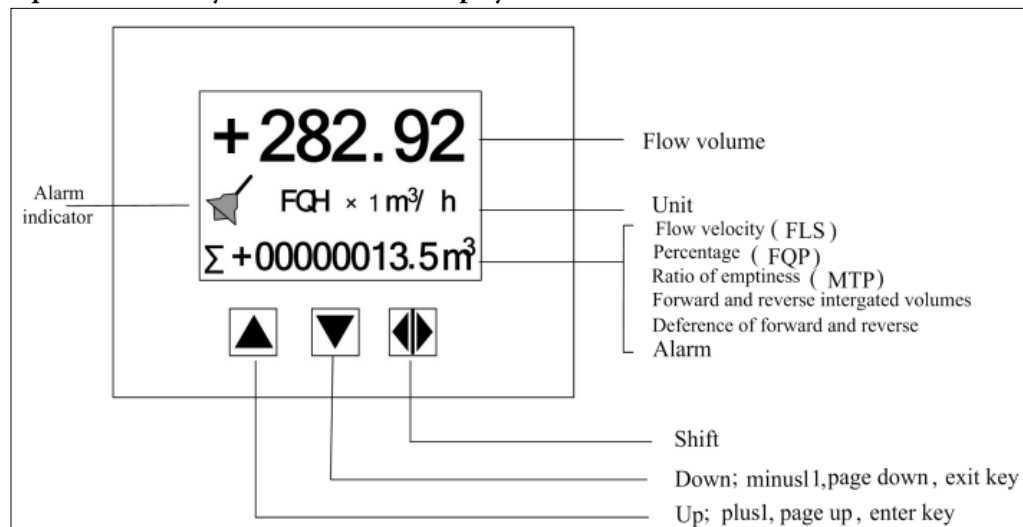 +282.92
Flow volume
Alarm
indicator
FQH × 1 m³/ h
Unit
Flow velocity ( FLS )
Percentage ( FQP )
Ratio of emptiness ( MTP )
Forward and reverse intergated volumes
Deference of forward and reverse
Alarm
Σ +00000013.5m³
Shift
Down; minus11,page down, exit key
Up; plus1, page up, enter key